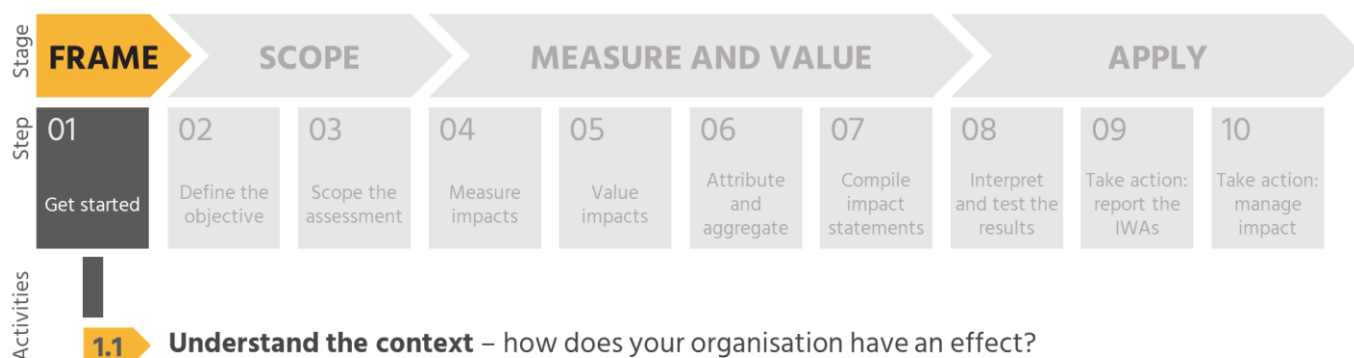 Stage
FRAME
SCOPE
MEASURE AND VALUE
APPLY
Step
01
Get started
02
Define the
objective
03
Scope the
assessment
04
Measure
impacts
05
Value
impacts
06
Attribute
and
aggregate
07
Compile
impact
statements
08
Interpret
and test the
results
09
Take action:
report the
IWAs
10
Take action:
manage
impact
Activities
1.1
Understand the context – how does your organisation have an effect?